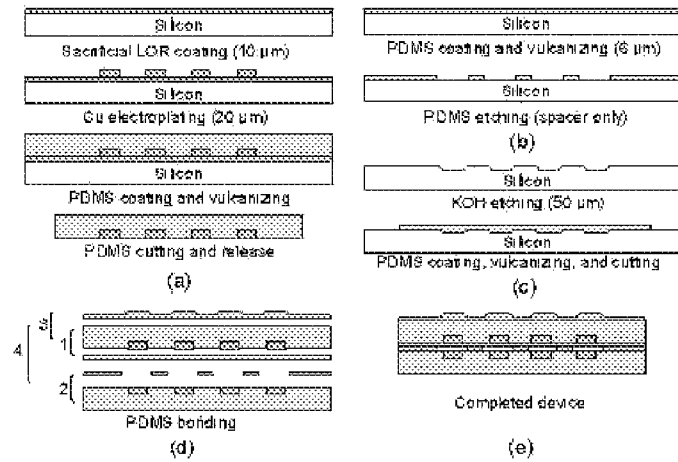 Silicon
Sacrificial LOR coating (10 μm)
Silicon
Cu electroplating (20 μm)
Silicon
PDMS coating and vulcanizing
PDMS cutting and release
(a)
Silicon
PDMS coating and vulcanizing (6 μm)
Silicon
PDMS etching (spacer only)
(b)
Silicon
KOH etching (50 μm)
Silicon
PDMS coating, vulcanizing, and cutting
(c)
4
1
2
PDMS bonding
(d)
Completed device
(e)